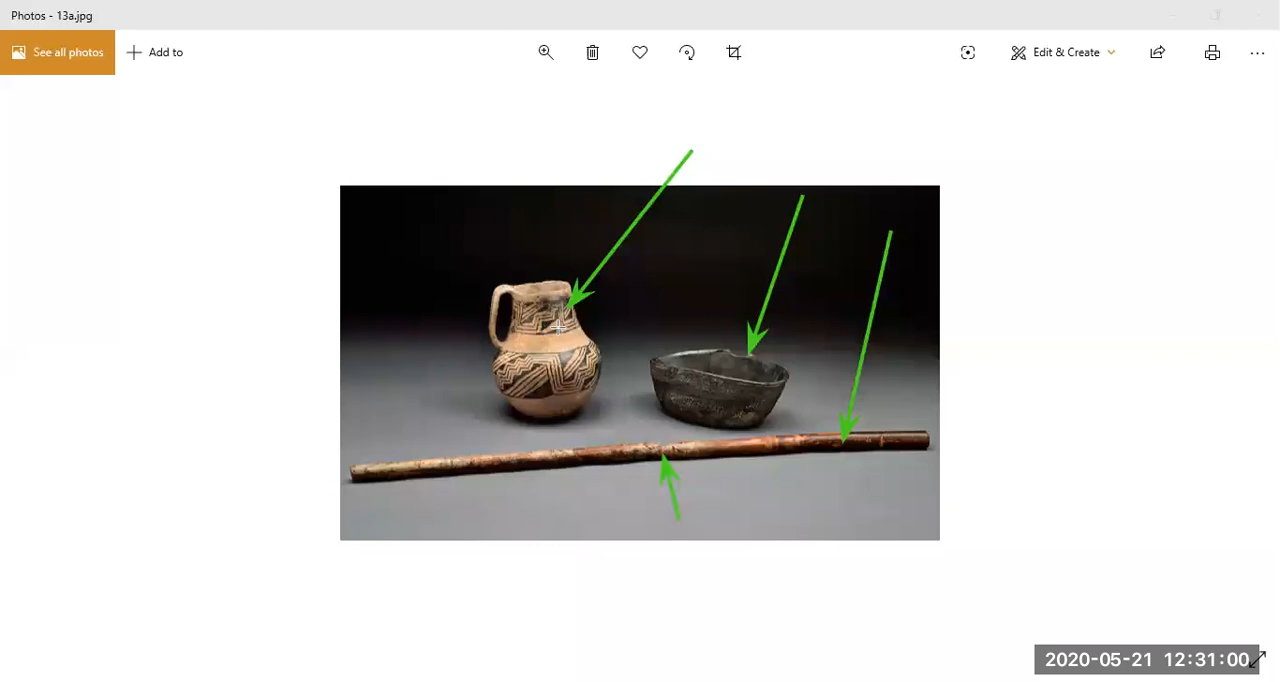 Photos - 13a.jpg
See all photos
Add to
Edit & Create
2020-05-21 12:31:00